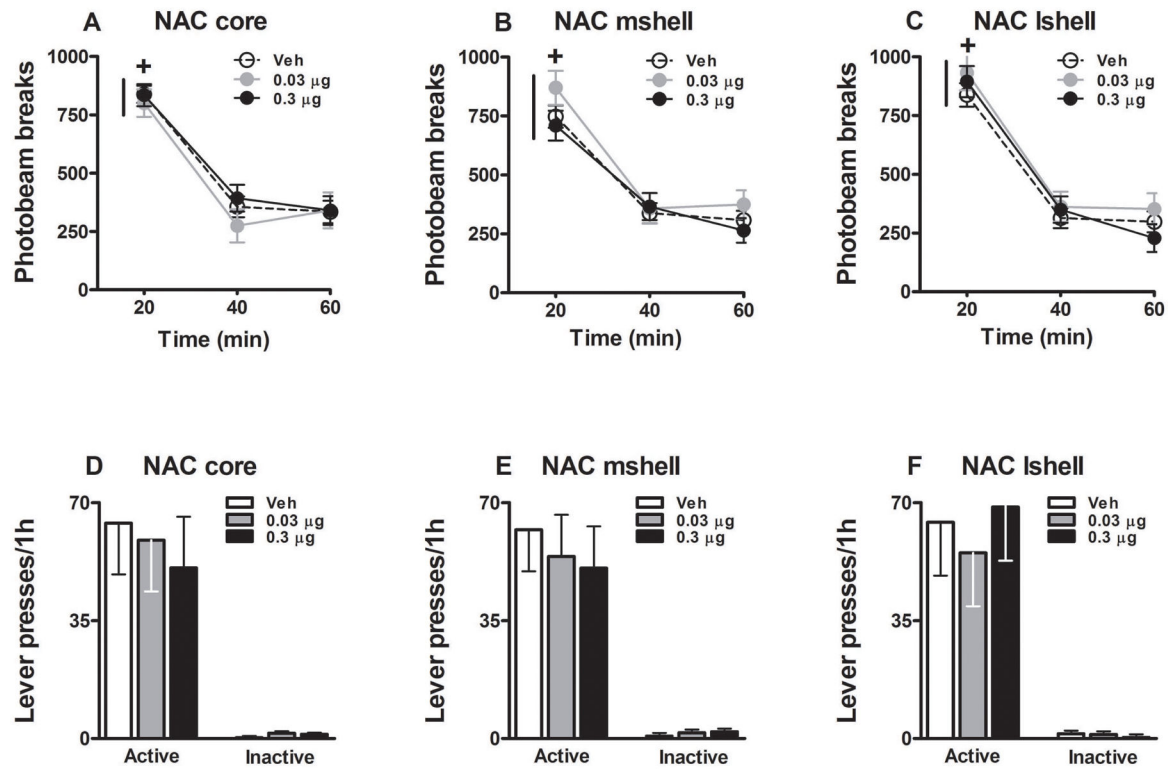 A NAC core
Veh
0.03 μg
0.3 μg
+
Photobeam breaks
1000
750
500
250
0
20 40 60
Time (min)
B NAC mshell
Veh
0.03 μg
0.3 μg
+
Photobeam breaks
1000
750
500
250
0
20 40 60
Time (min)
C NAC lshell
Veh
0.03 μg
0.3 μg
+
Photobeam breaks
1000
750
500
250
0
20 40 60
Time (min)
D NAC core
Veh
0.03 μg
0.3 μg
Lever presses/1h
70
35
0
Active Inactive
E NAC mshell
Veh
0.03 μg
0.3 μg
Lever presses/1h
70
35
0
Active Inactive
F NAC lshell
Veh
0.03 μg
0.3 μg
Lever presses/1h
70
35
0
Active Inactive